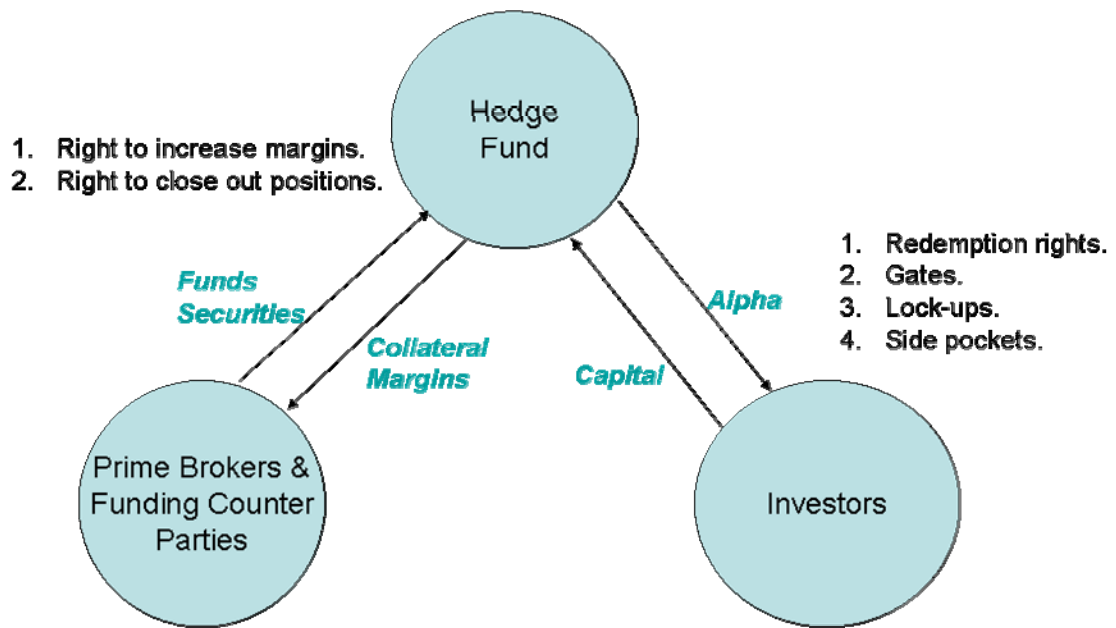 Hedge
Fund
1. Right to increase margins.
2. Right to close out positions.
1. Redemption rights.
2. Gates.
3. Lock-ups.
4. Side pockets.
Funds
Securities
Alpha
Collateral
Margins
Capital
Prime Brokers &
Funding Counter
Parties
Investors